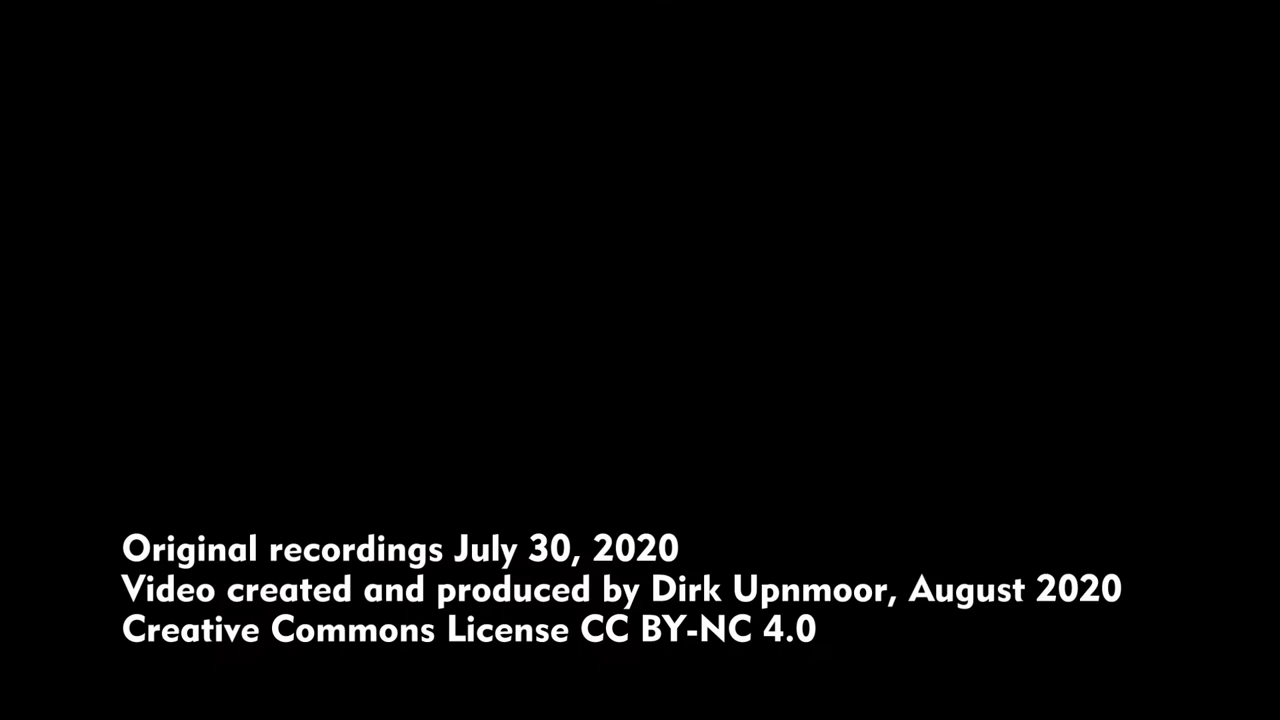 Original recordings July 30, 2020
Video created and produced by Dirk Upnmoor, August 2020
Creative Commons License CC BY-NC 4.0